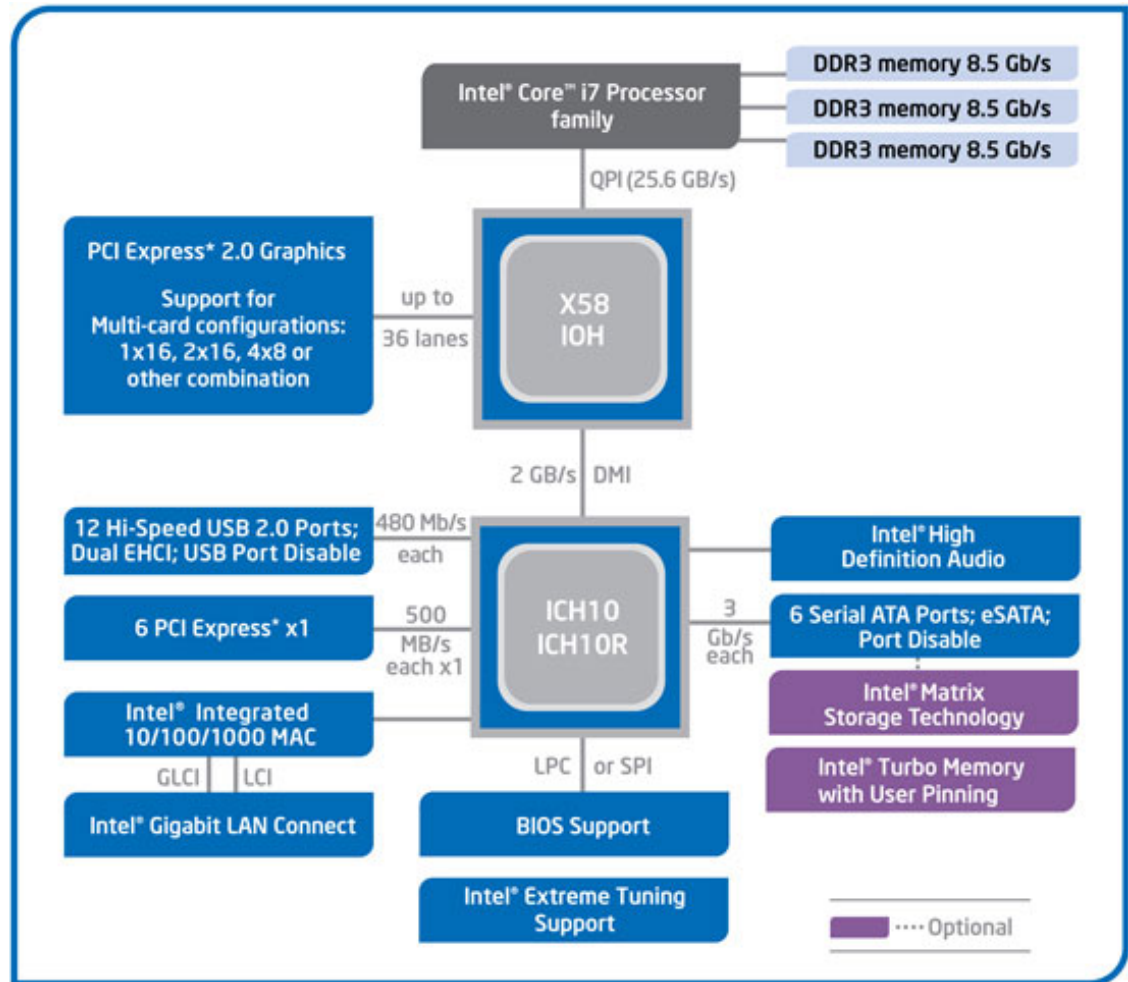 Intel® Core™ i7 Processor
family
DDR3 memory 8.5 Gb/s
DDR3 memory 8.5 Gb/s
DDR3 memory 8.5 Gb/s
QPI (25.6 GB/s)
PCI Express* 2.0 Graphics
Support for
Multi-card configurations:
1x16, 2x16, 4x8 or
other combination
up to
36 lanes
X58
IOH
2 GB/s DMI
12 Hi-Speed USB 2.0 Ports;
Dual EHCI; USB Port Disable
480 Mb/s
each
6 PCI Express* x1
500
MB/s
each x1
Intel® Integrated
10/100/1000 MAC
GLCI LCI
Intel® Gigabit LAN Connect
ICH10
ICH10R
Intel® High
Definition Audio
3
Gb/s
each
6 Serial ATA Ports; eSATA;
Port Disable
Intel® Matrix
Storage Technology
Intel® Turbo Memory
with User Pinning
LPC or SPI
BIOS Support
Intel® Extreme Tuning
Support
Optional